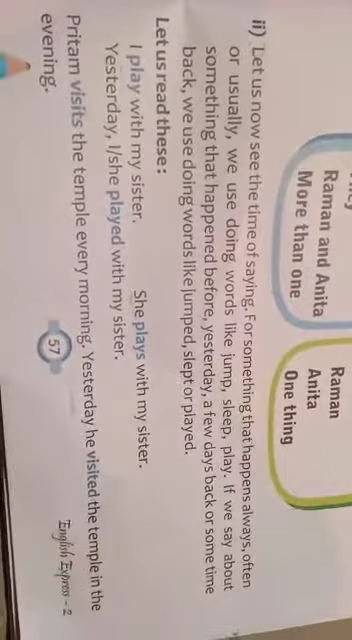 Raman and Anita
More than one
Raman
Anita
One thing
ii) Let us now see the time of saying. For something that happens always, often
or usually, we use doing words like jump, sleep, play. If we say about
something that happened before, yesterday, a few days back or some time
back, we use doing words like jumped, slept or played.
Let us read these:
I play with my sister. She plays with my sister.
Yesterday, I/she played with my sister.
Pritam visits the temple every morning. Yesterday he visited the temple in the
evening.
57
English Express – 2